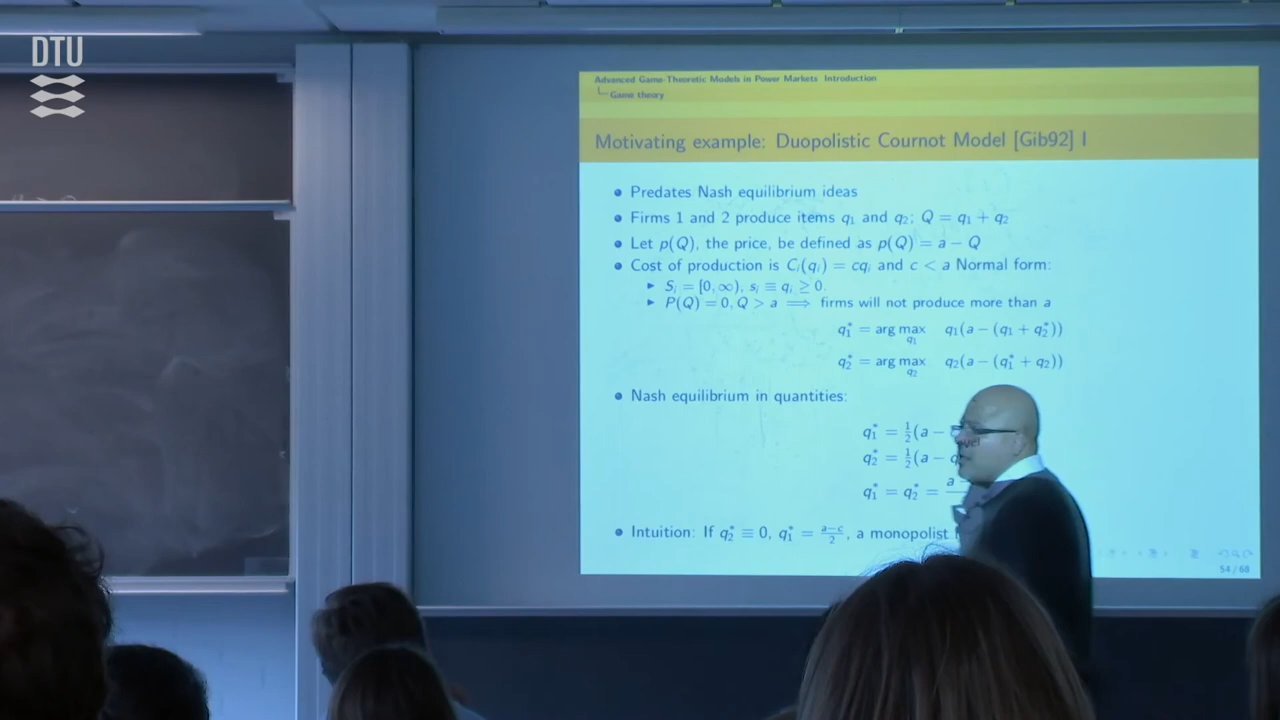 DTU
Advanced Game-Theoretic Models in Power Markets Introduction
Game theory
Motivating example: Duopolistic Cournot Model [Gib92] I
Predates Nash equilibrium ideas
Firms 1 and 2 produce items q₁ and q₂; Q = q₁ + q₂
Let p(Q), the price, be defined as p(Q) = a − Q
Cost of production is Cᵢ(qᵢ) = cqᵢ and c < a Normal form:
Sᵢ = [0, ∞), sᵢ ≡ qᵢ ≥ 0.
P(Q) = 0, Q > a ⟹ firms will not produce more than a
q₁* = arg max_{q₁} q₁(a − (q₁ + q₂*))
q₂* = arg max_{q₂} q₂(a − (q₁* + q₂))
Nash equilibrium in quantities:
q₁* = ½(a −
q₂* = ½(a − q
q₁* = q₂* = a
Intuition: If q₂* ≡ 0, q₁* = (a−c)/2, a monopolist
54 / 68